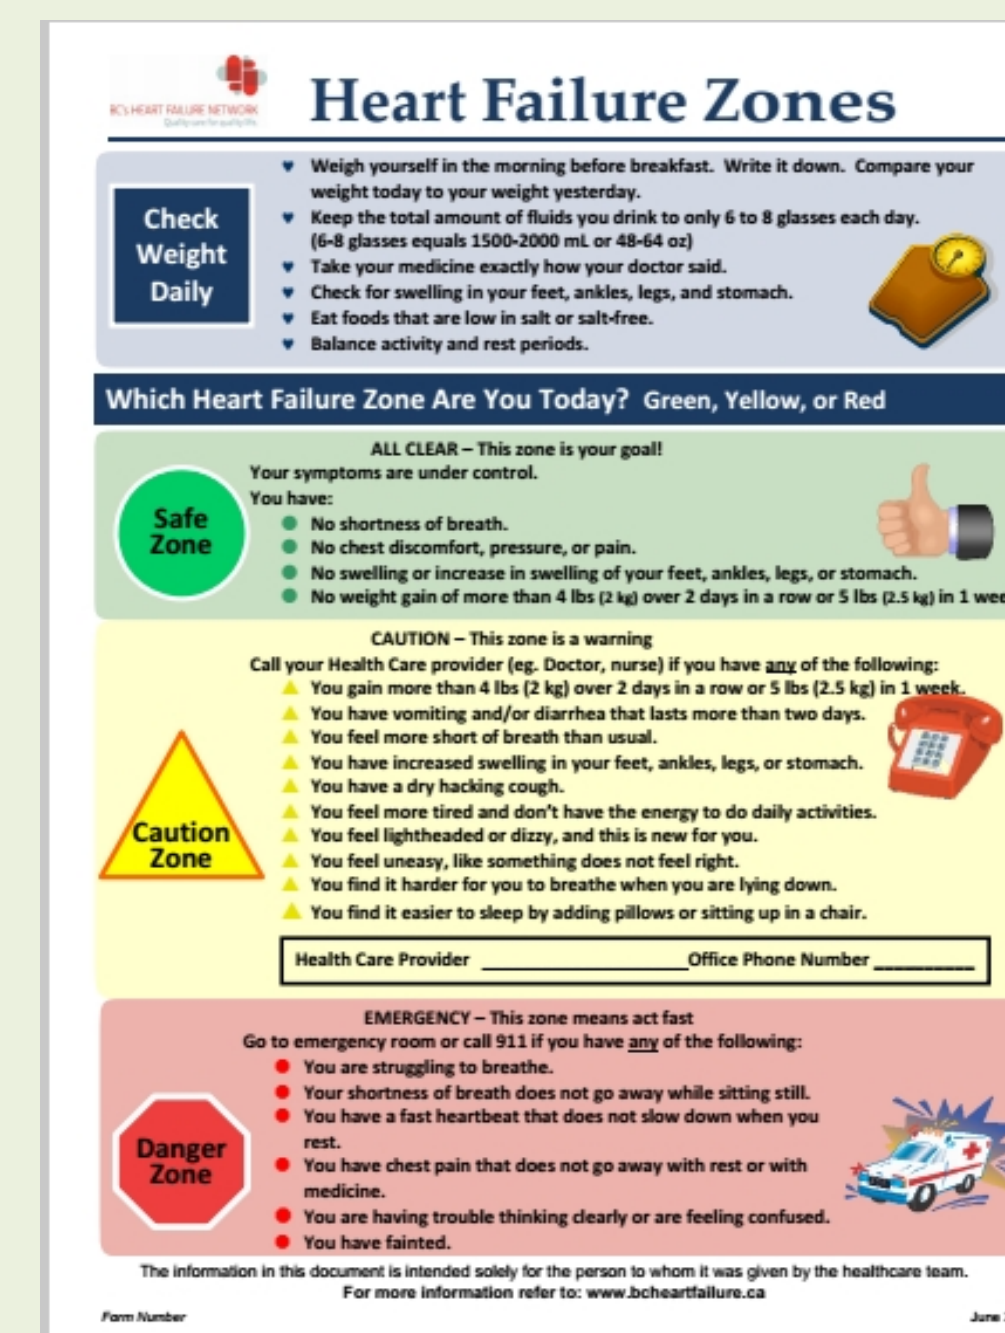 BC's HEART FAILURE NETWORK
Quality care for quality life.
Heart Failure Zones
Check
Weight
Daily
Weigh yourself in the morning before breakfast. Write it down. Compare your
weight today to your weight yesterday.
Keep the total amount of fluids you drink to only 6 to 8 glasses each day.
(6-8 glasses equals 1500-2000 mL or 48-64 oz)
Take your medicine exactly how your doctor said.
Check for swelling in your feet, ankles, legs, and stomach.
Eat foods that are low in salt or salt-free.
Balance activity and rest periods.
Which Heart Failure Zone Are You Today? Green, Yellow, or Red
Safe
Zone
ALL CLEAR – This zone is your goal!
Your symptoms are under control.
You have:
No shortness of breath.
No chest discomfort, pressure, or pain.
No swelling or increase in swelling of your feet, ankles, legs, or stomach.
No weight gain of more than 4 lbs (2 kg) over 2 days in a row or 5 lbs (2.5 kg) in 1 wee
Caution
Zone
CAUTION – This zone is a warning
Call your Health Care provider (eg. Doctor, nurse) if you have any of the following:
You gain more than 4 lbs (2 kg) over 2 days in a row or 5 lbs (2.5 kg) in 1 week.
You have vomiting and/or diarrhea that lasts more than two days.
You feel more short of breath than usual.
You have increased swelling in your feet, ankles, legs, or stomach.
You have a dry hacking cough.
You feel more tired and don't have the energy to do daily activities.
You feel lightheaded or dizzy, and this is new for you.
You feel uneasy, like something does not feel right.
You find it harder for you to breathe when you are lying down.
You find it easier to sleep by adding pillows or sitting up in a chair.
Health Care Provider ____________________Office Phone Number __________
Danger
Zone
EMERGENCY – This zone means act fast
Go to emergency room or call 911 if you have any of the following:
You are struggling to breathe.
Your shortness of breath does not go away while sitting still.
You have a fast heartbeat that does not slow down when you
rest.
You have chest pain that does not go away with rest or with
medicine.
You are having trouble thinking clearly or are feeling confused.
You have fainted.
The information in this document is intended solely for the person to whom it was given by the healthcare team.
For more information refer to: www.bcheartfailure.ca
Form Number
June